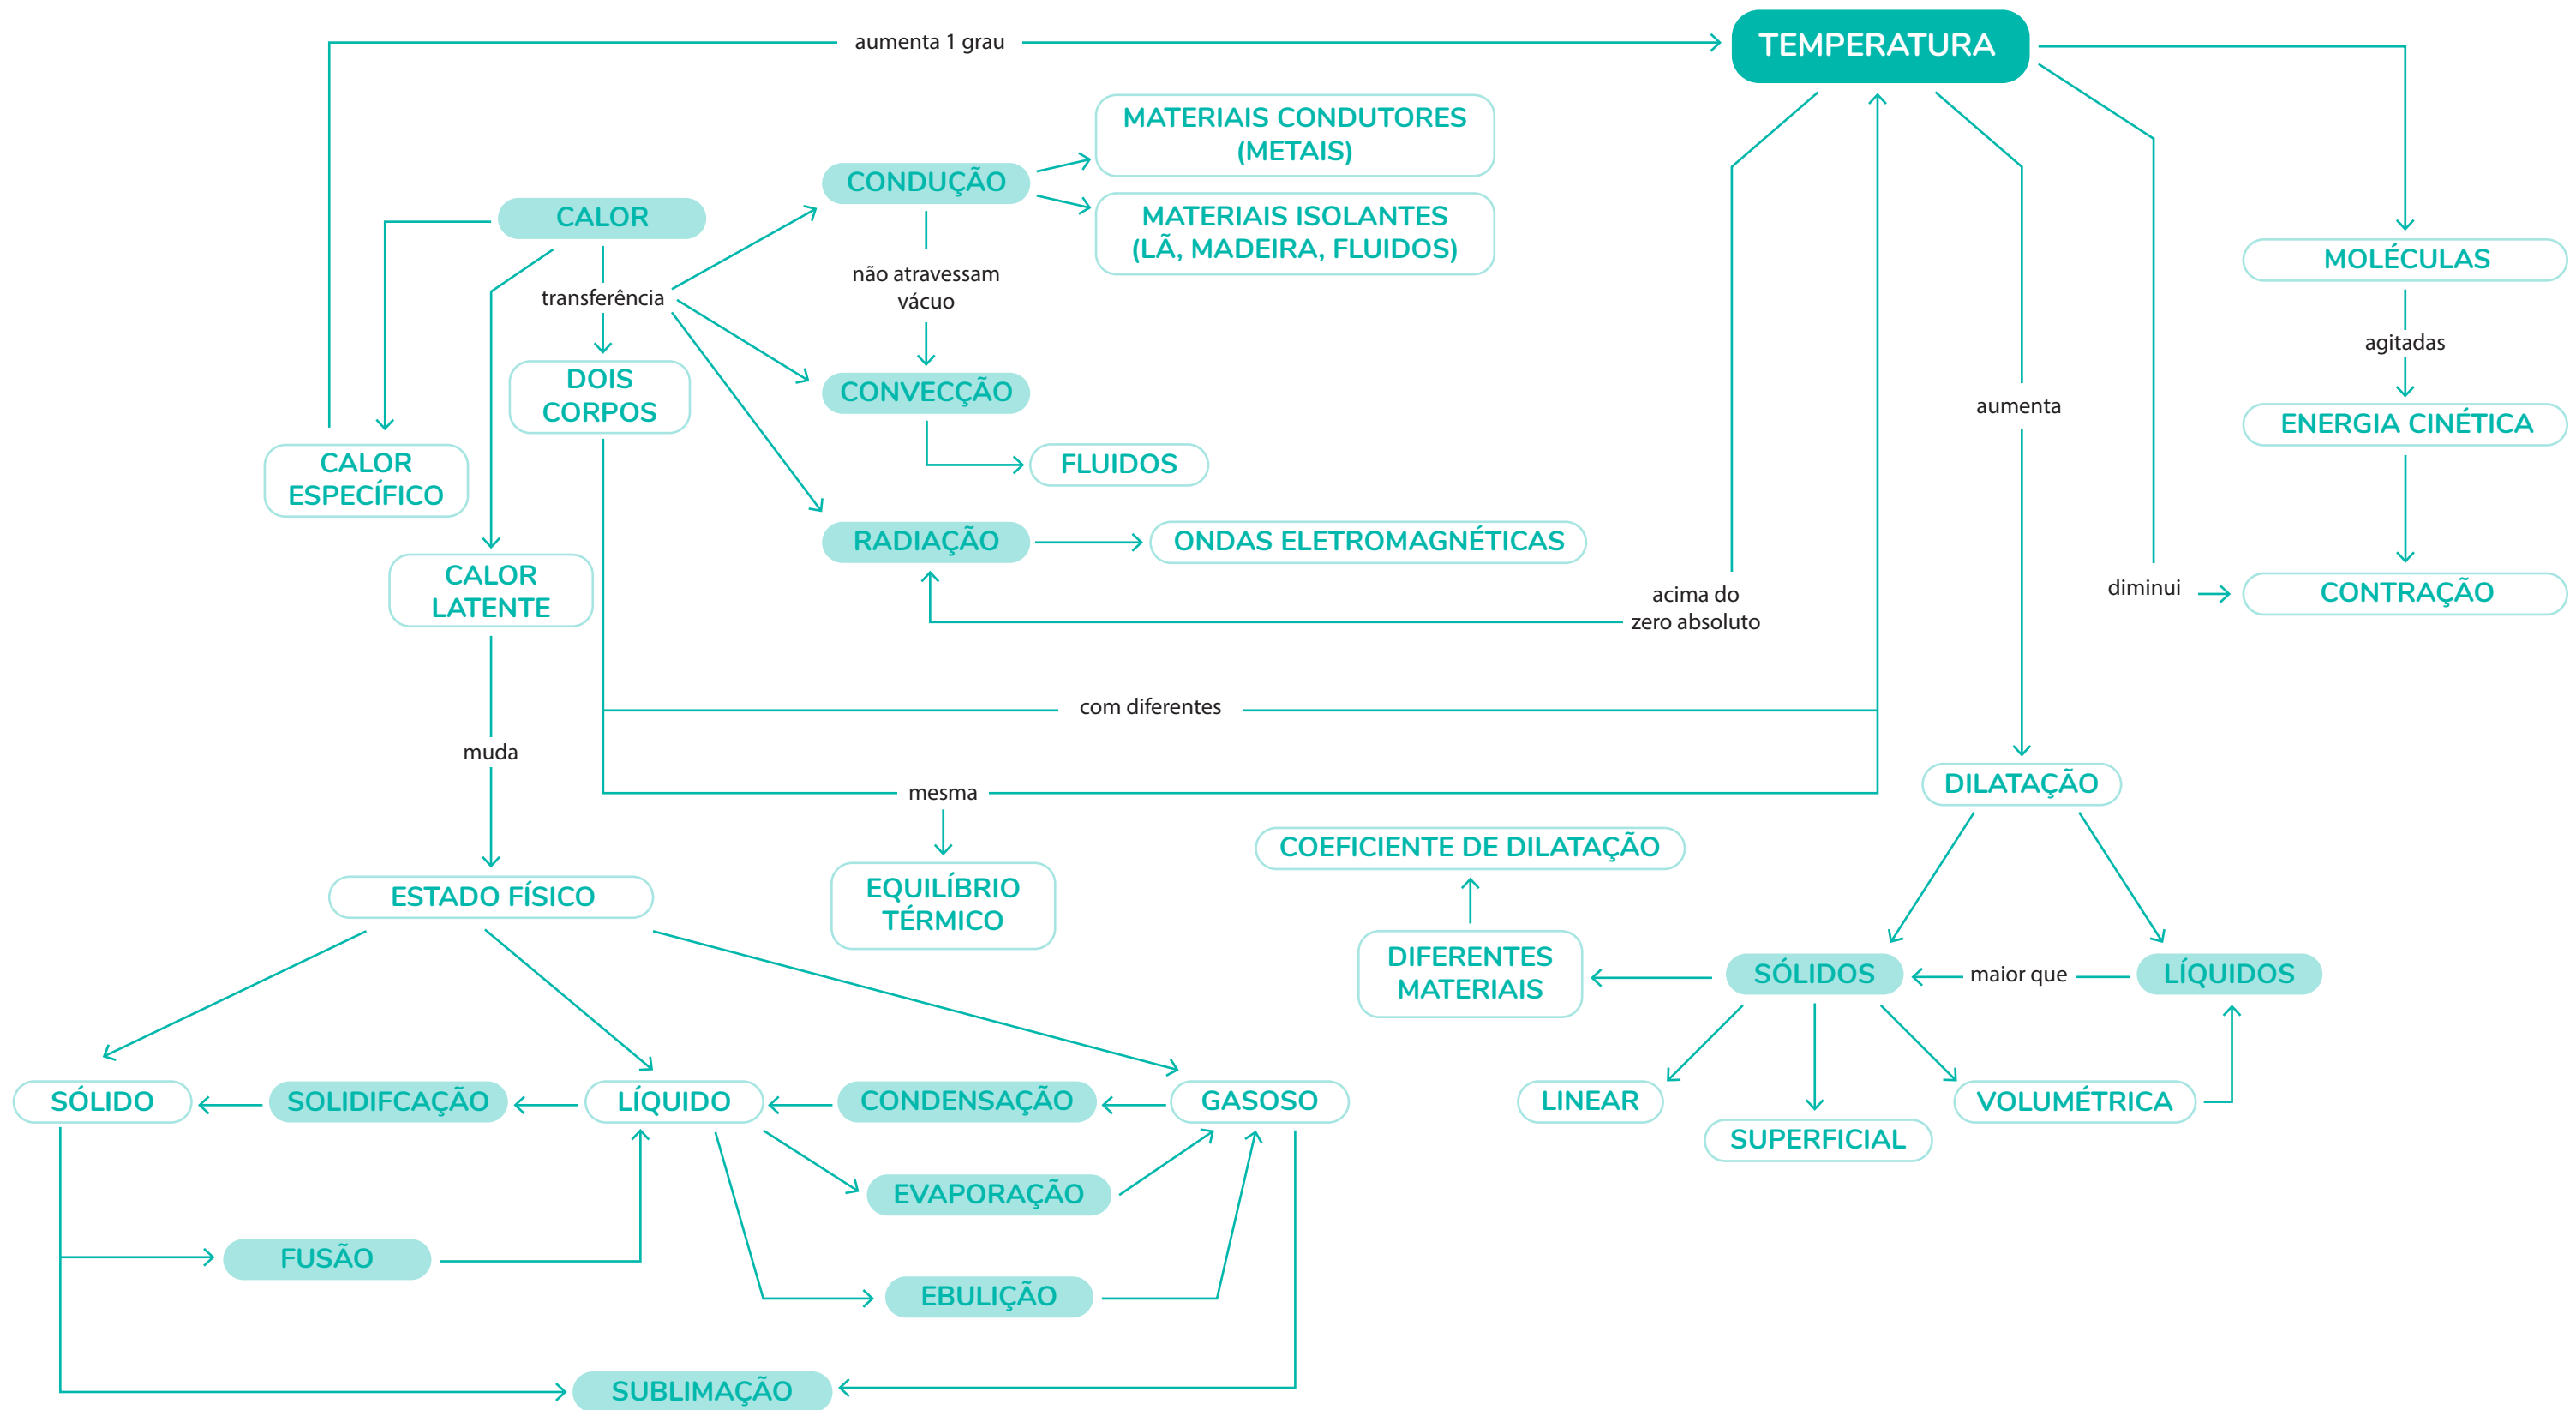 aumenta 1 grau
TEMPERATURA
MATERIAIS CONDUTORES
(METAIS)
CONDUÇÃO
MATERIAIS ISOLANTES
(LÃ, MADEIRA, FLUIDOS)
CALOR
transferência
não atravessam
vácuo
MOLÉCULAS
agitadas
DOIS
CORPOS
CONVECÇÃO
aumenta
ENERGIA CINÉTICA
CALOR
ESPECÍFICO
FLUIDOS
RADIAÇÃO
ONDAS ELETROMAGNÉTICAS
CALOR
LATENTE
acima do
zero absoluto
diminui
CONTRAÇÃO
com diferentes
muda
mesma
DILATAÇÃO
COEFICIENTE DE DILATAÇÃO
ESTADO FÍSICO
EQUILÍBRIO
TÉRMICO
DIFERENTES
MATERIAIS
SÓLIDOS
maior que
LÍQUIDOS
SÓLIDO
SOLIDIFCAÇÃO
LÍQUIDO
CONDENSAÇÃO
GASOSO
LINEAR
SUPERFICIAL
VOLUMÉTRICA
EVAPORAÇÃO
FUSÃO
EBULIÇÃO
SUBLIMAÇÃO